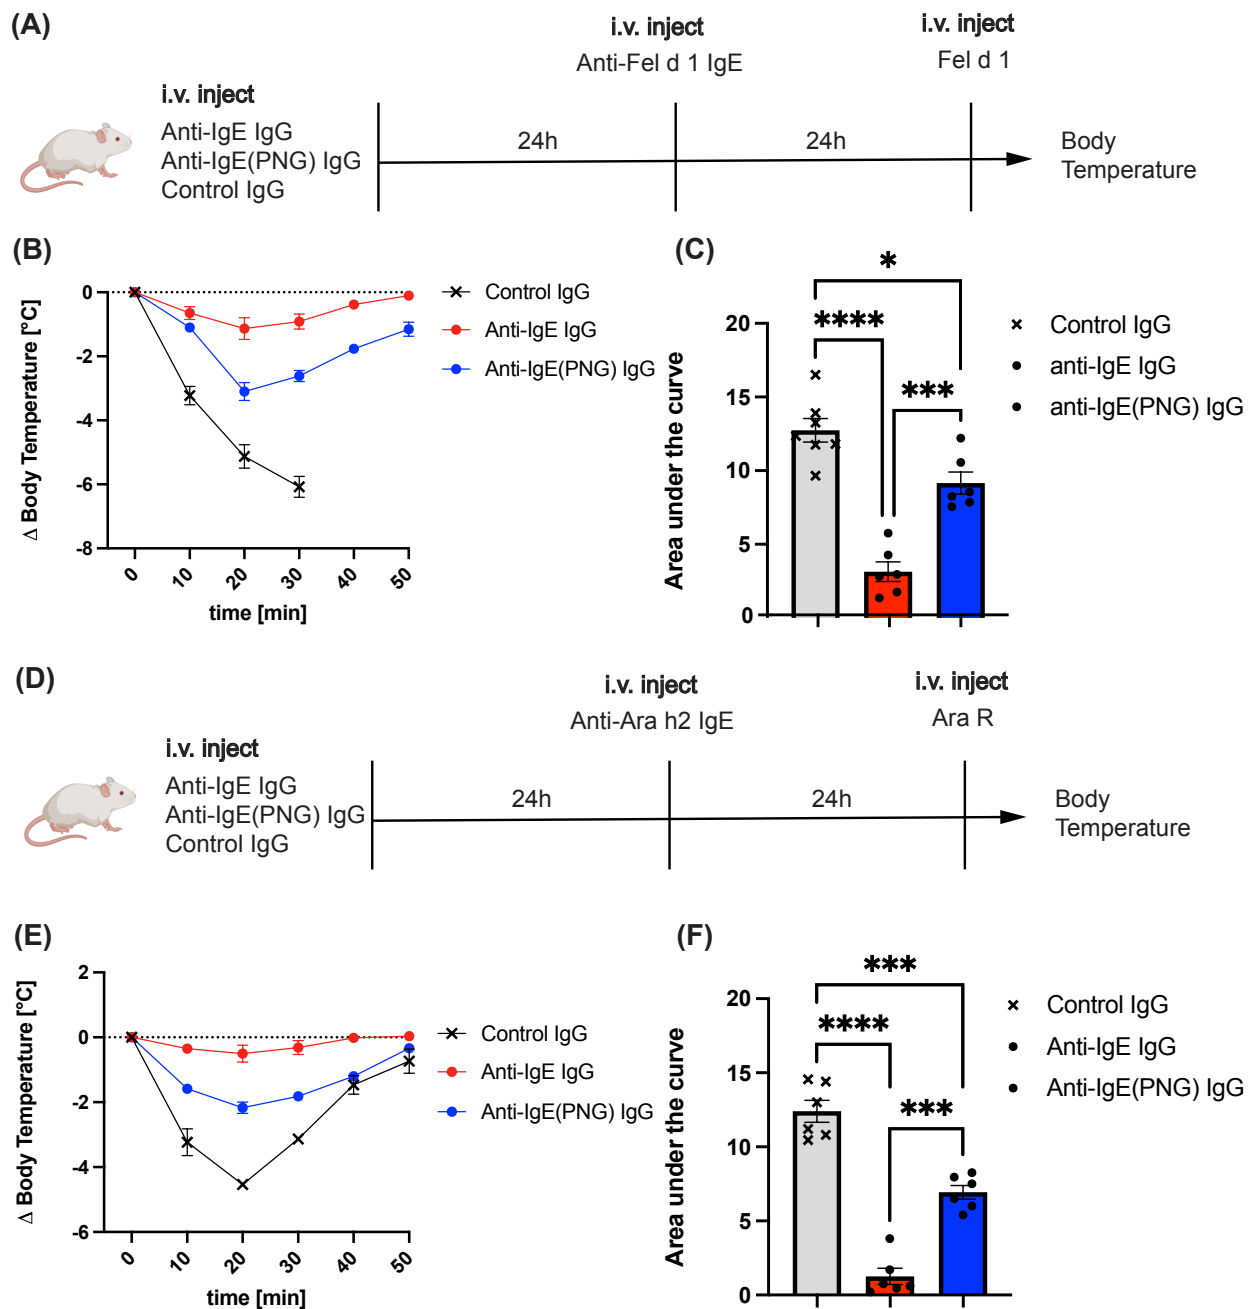 (A)
i.v. inject
Anti-Fel d 1 IgE
i.v. inject
Fel d 1
i.v. inject
Anti-IgE IgG
Anti-IgE(PNG) IgG
Control IgG
24h
24h
Body
Temperature
(B)
Δ Body Temperature [°C]
0
-2
-4
-6
-8
0
10
20
30
40
50
time [min]
Control IgG
Anti-IgE IgG
Anti-IgE(PNG) IgG
(C)
Area under the curve
20
15
10
5
0
*
****
***
Control IgG
anti-IgE IgG
anti-IgE(PNG) IgG
(D)
i.v. inject
Anti-Ara h2 IgE
i.v. inject
Ara R
i.v. inject
Anti-IgE IgG
Anti-IgE(PNG) IgG
Control IgG
24h
24h
Body
Temperature
(E)
Δ Body Temperature [°C]
2
0
-2
-4
-6
0
10
20
30
40
50
time [min]
Control IgG
Anti-IgE IgG
Anti-IgE(PNG) IgG
(F)
Area under the curve
20
15
10
5
0
***
****
***
Control IgG
Anti-IgE IgG
Anti-IgE(PNG) IgG